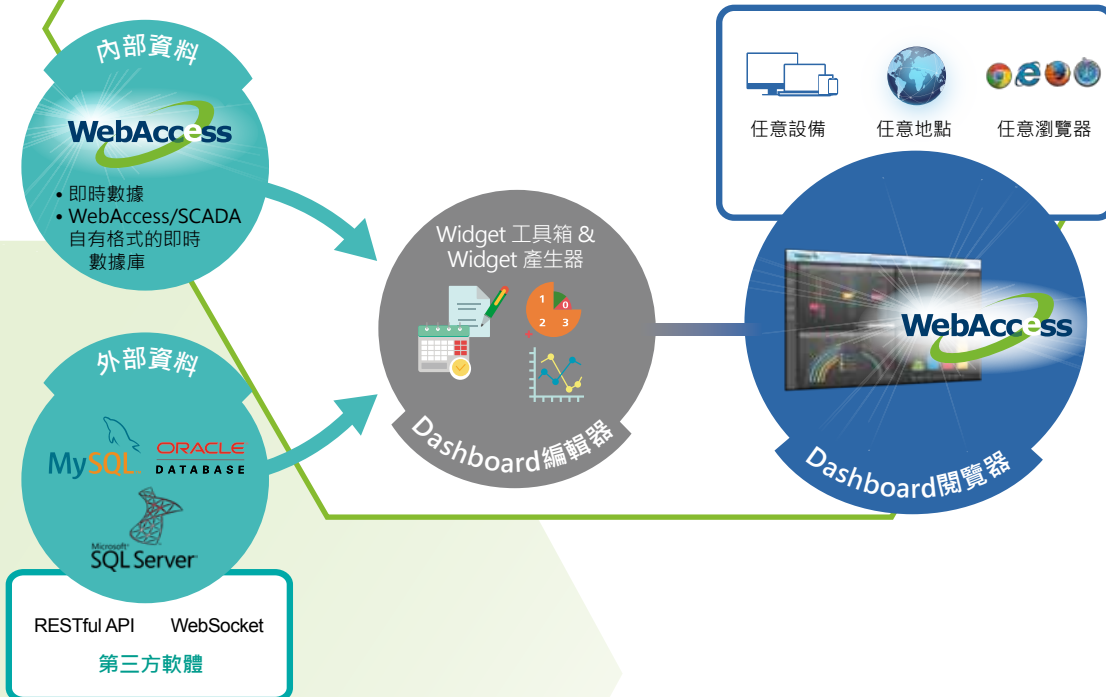 內部資料
WebAccess
• 即時數據
• WebAccess/SCADA
自有格式的即時
數據庫
外部資料
MySQL
ORACLE
DATABASE
Microsoft
SQL Server
RESTful API WebSocket
第三方軟體
Widget 工具箱 &
Widget 產生器
1
0
2 3
Dashboard編輯器
任意設備 任意地點 任意瀏覽器
WebAccess
Dashboard閱覽器